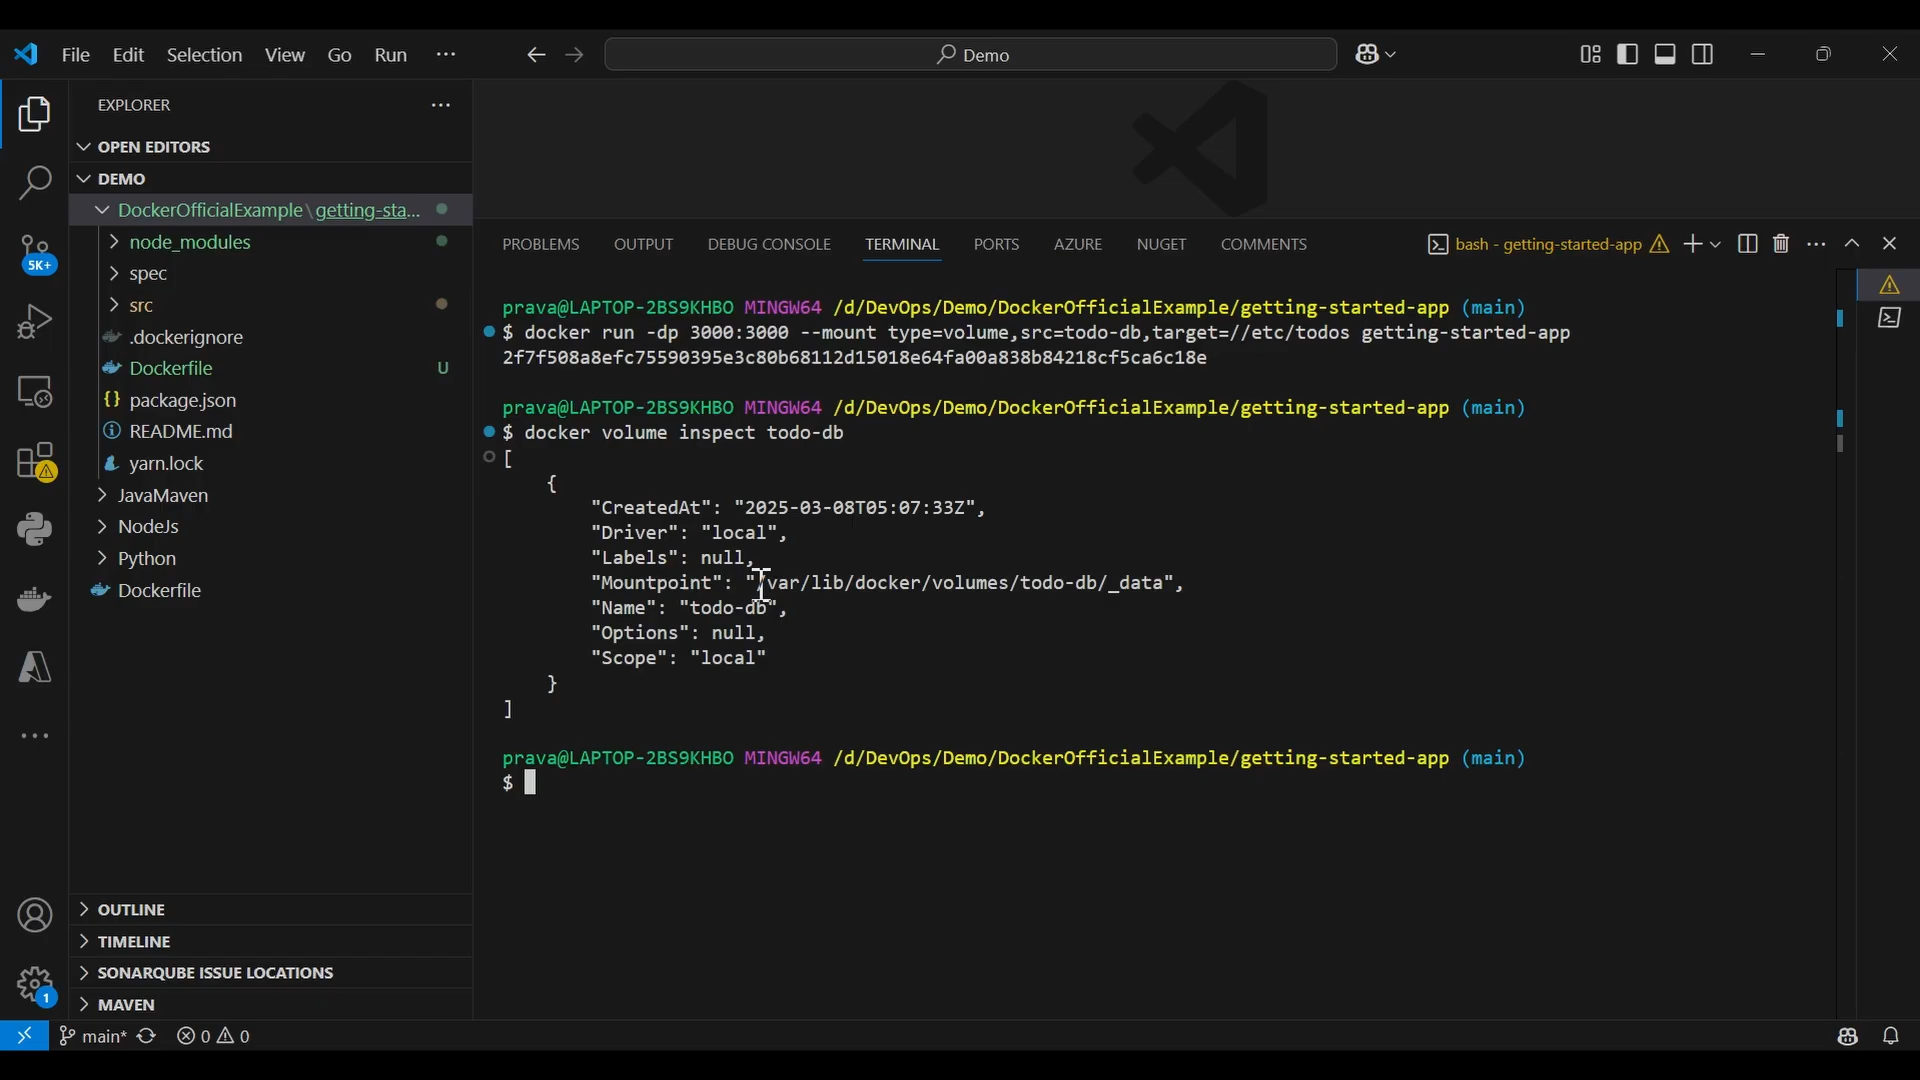 File Edit Selection View Go Run ···
Demo
EXPLORER
OPEN EDITORS
DEMO
DockerOfficialExample\getting-sta...
node_modules
spec
src
.dockerignore
Dockerfile U
package.json
README.md
yarn.lock
JavaMaven
NodeJs
Python
Dockerfile
OUTLINE
TIMELINE
SONARQUBE ISSUE LOCATIONS
MAVEN
5K+
1
PROBLEMS OUTPUT DEBUG CONSOLE TERMINAL PORTS AZURE NUGET COMMENTS
bash - getting-started-app
prava@LAPTOP-2BS9KHBO MINGW64 /d/DevOps/Demo/DockerOfficialExample/getting-started-app (main)
$ docker run -dp 3000:3000 --mount type=volume,src=todo-db,target=//etc/todos getting-started-app
2f7f508a8efc75590395e3c80b68112d15018e64fa00a838b84218cf5ca6c18e
prava@LAPTOP-2BS9KHBO MINGW64 /d/DevOps/Demo/DockerOfficialExample/getting-started-app (main)
$ docker volume inspect todo-db
[
{
"CreatedAt": "2025-03-08T05:07:33Z",
"Driver": "local",
"Labels": null,
"Mountpoint": "/var/lib/docker/volumes/todo-db/_data",
"Name": "todo-db",
"Options": null,
"Scope": "local"
}
]
prava@LAPTOP-2BS9KHBO MINGW64 /d/DevOps/Demo/DockerOfficialExample/getting-started-app (main)
$
main* 0 0